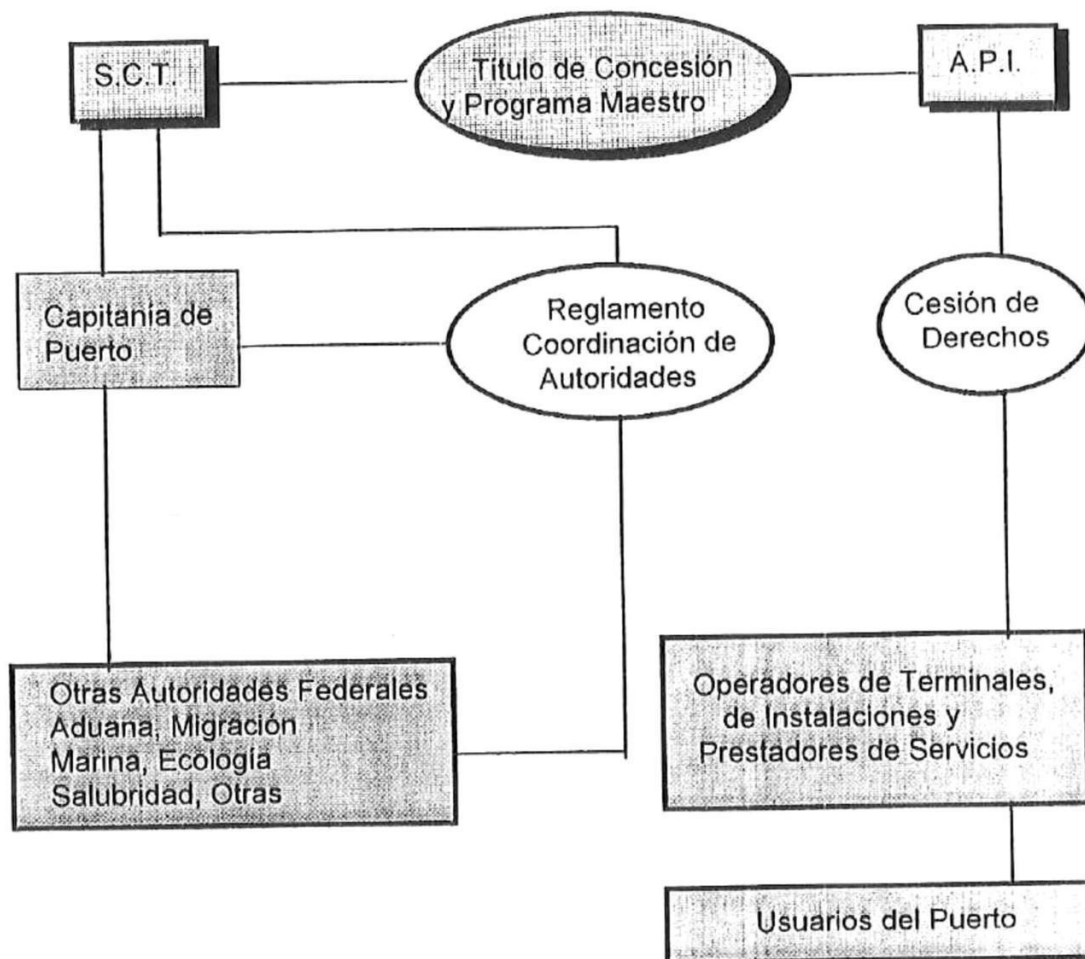 S.C.T.
Título de Concesión
y Programa Maestro
A.P.I.
Capitanía de
Puerto
Reglamento
Coordinación de
Autoridades
Cesión de
Derechos
Otras Autoridades Federales
Aduana, Migración
Marina, Ecología
Salubridad, Otras
Operadores de Terminales,
de Instalaciones y
Prestadores de Servicios
Usuarios del Puerto